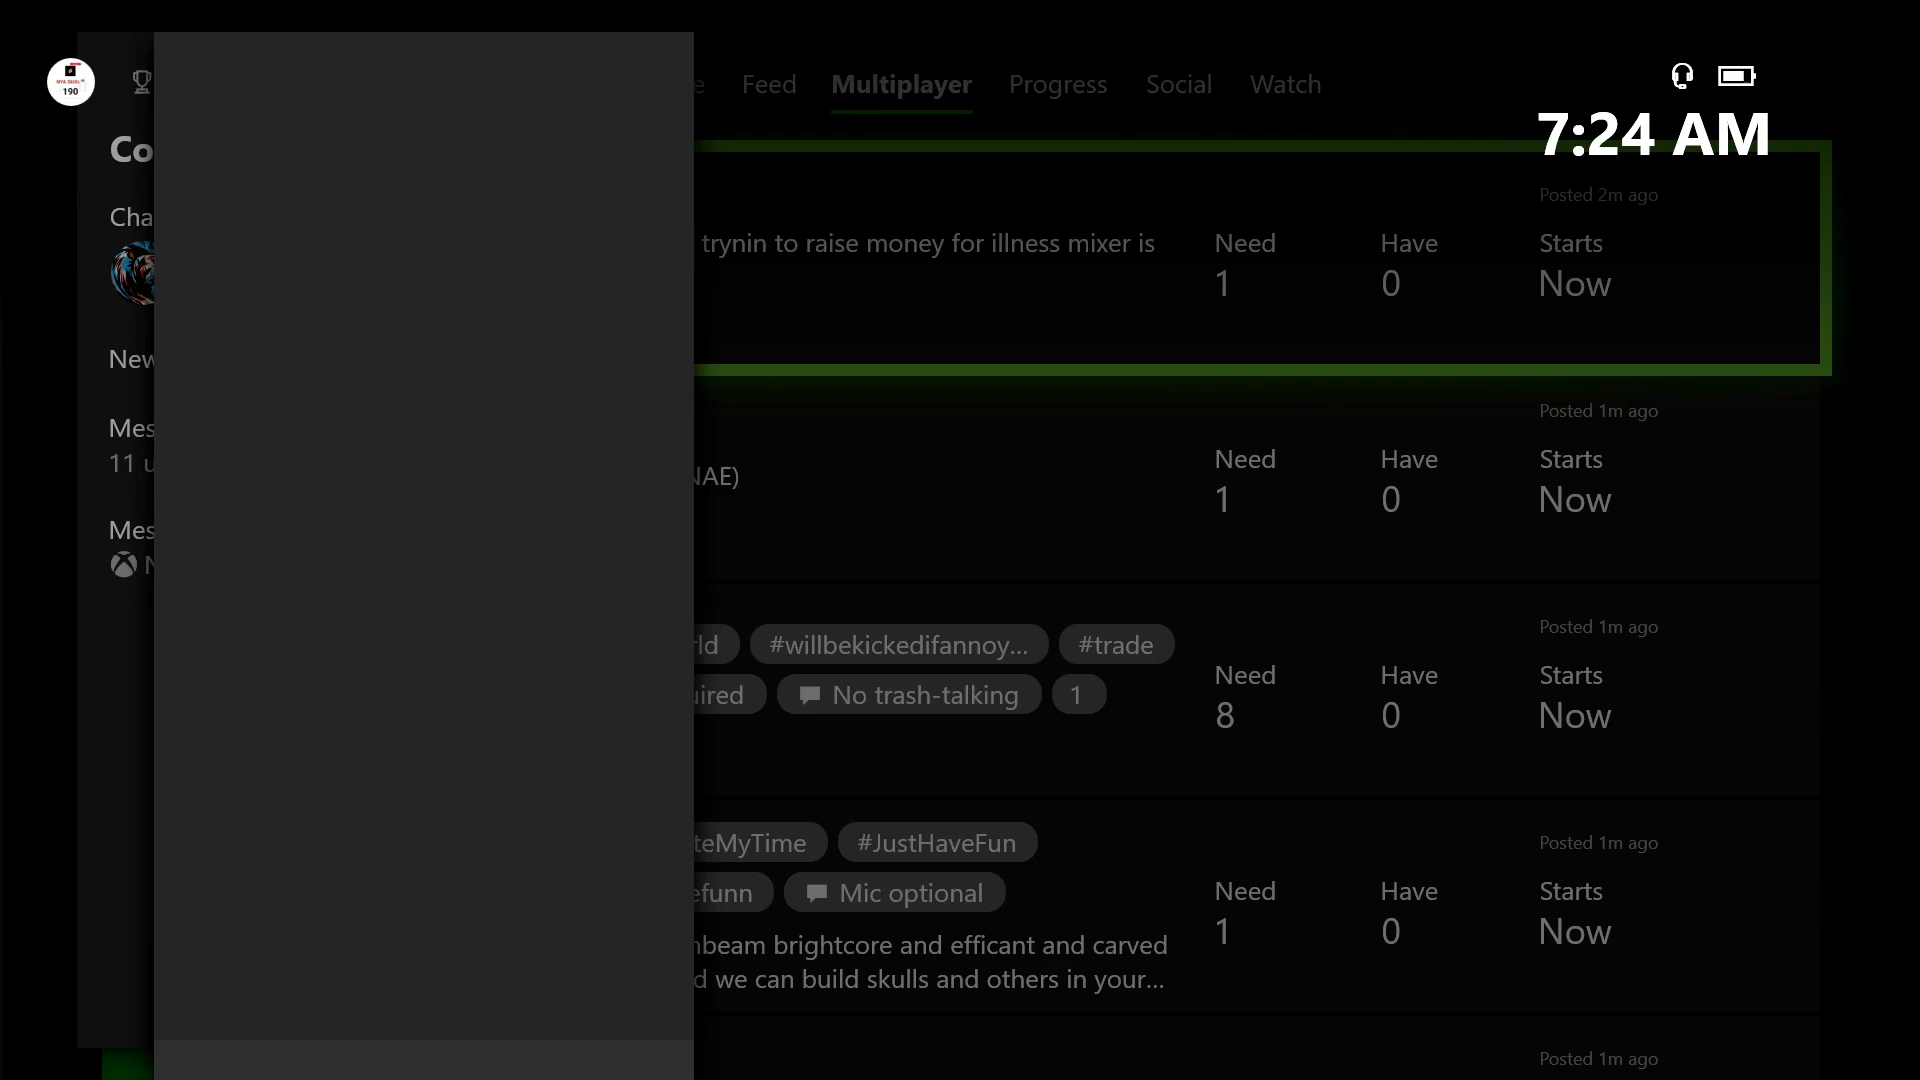 190
Feed
Multiplayer
Progress
Social
Watch
7:24 AM
Co
Cha
New
Mes
11 u
Mes
N
Posted 2m ago
trynin to raise money for illness mixer is
Need
1
Have
0
Starts
Now
Posted 1m ago
NAE)
Need
1
Have
0
Starts
Now
Posted 1m ago
#willbekickedifannoy...
#trade
No trash-talking
1
Need
8
Have
0
Starts
Now
Posted 1m ago
teMyTime
#JustHaveFun
efunn
Mic optional
beam brightcore and efficant and carved
d we can build skulls and others in your...
Need
1
Have
0
Starts
Now
Posted 1m ago